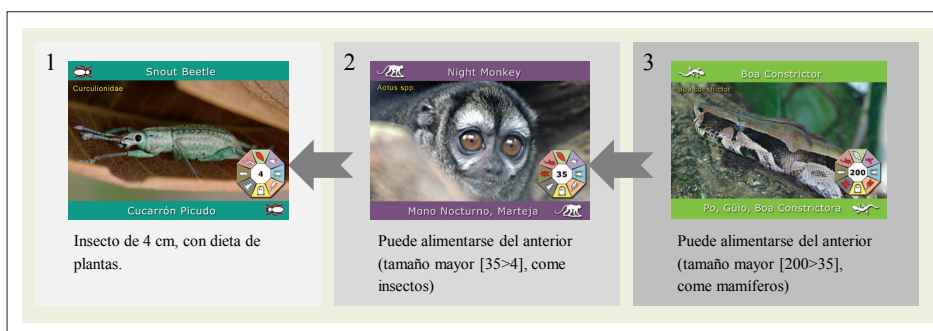 1
Snout Beetle
Curculionidae
4
Cucarrón Picudo
Insecto de 4 cm, con dieta de
plantas.
2
Night Monkey
Aotus spp.
35
Mono Nocturno, Marteja
Puede alimentarse del anterior
(tamaño mayor [35>4], come
insectos)
3
Boa Constrictor
Boa constrictor
200
Po, Güio, Boa Constrictora
Puede alimentarse del anterior
(tamaño mayor [200>35],
come mamíferos)